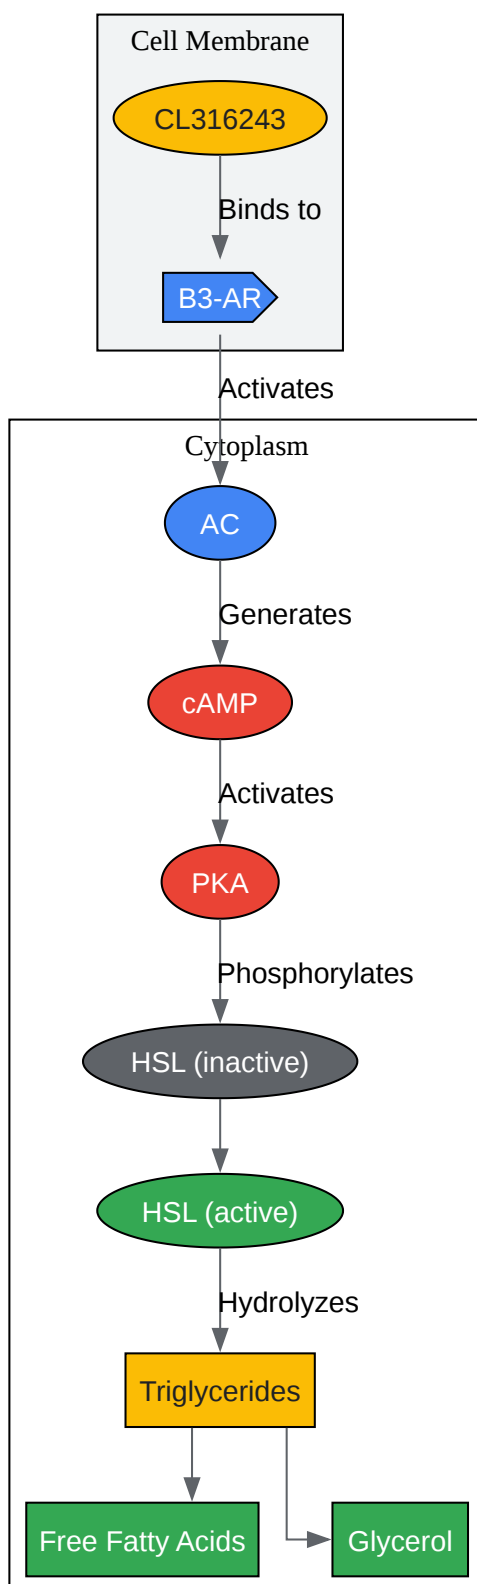 Cell Membrane
CL316243
Binds to
B3-AR
Activates
Cytoplasm
AC
Generates
cAMP
Activates
PKA
Phosphorylates
HSL (inactive)
HSL (active)
Hydrolyzes
Triglycerides
Free Fatty Acids
Glycerol